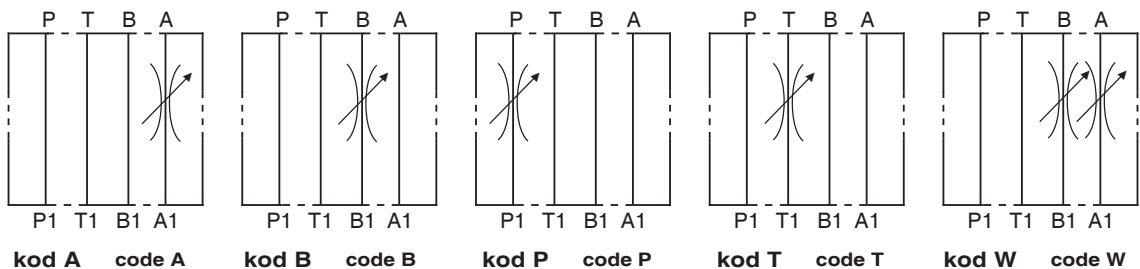 P T B A P T B A P T B A P T B A P T B A
P1 T1 B1 A1 P1 T1 B1 A1 P1 T1 B1 A1 P1 T1 B1 A1 P1 T1 B1 A1
kod A code A kod B code B kod P code P kod T code T kod W code W